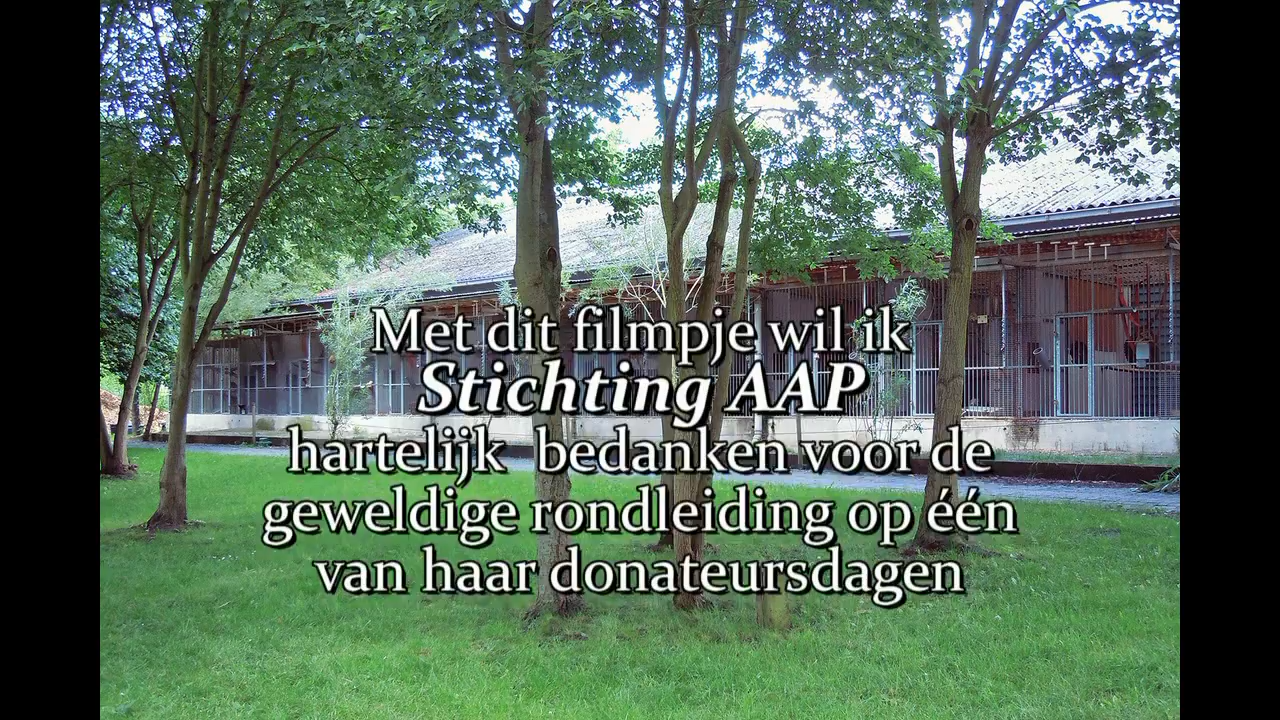 Met dit filmpje wil ik
Stichting AAP
hartelijk bedanken voor de
geweldige rondleiding op één
van haar donateursdagen